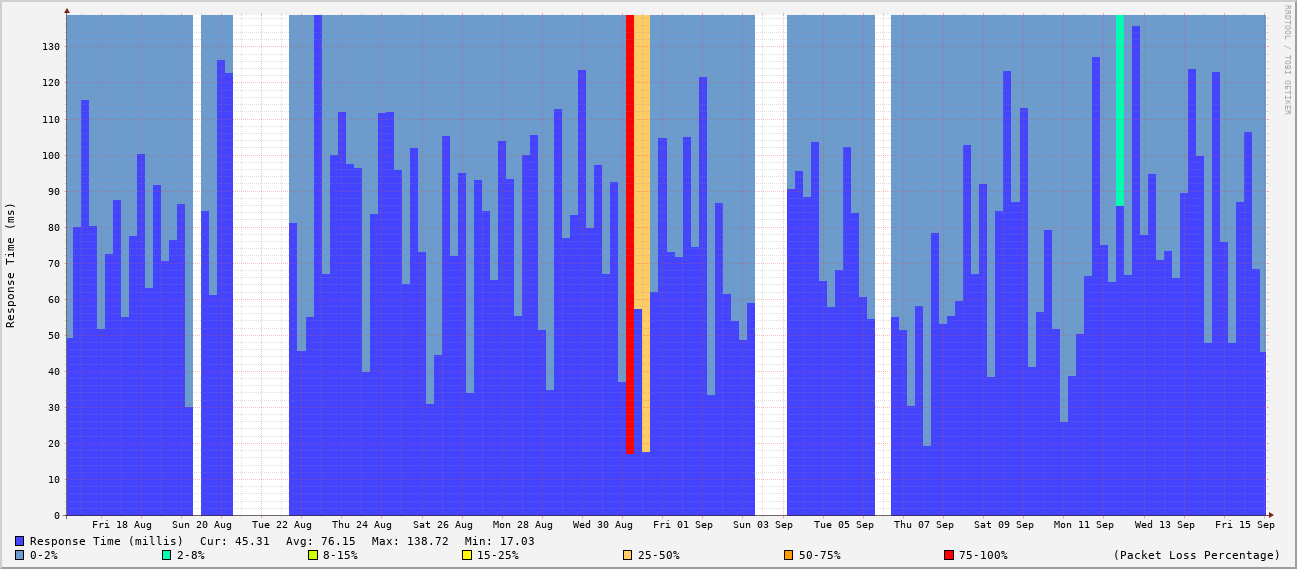 RRDTOOL / TOBI OETIKER
Response Time (ms)
130
120
110
100
90
80
70
60
50
40
30
20
10
0
Fri 18 Aug Sun 20 Aug Tue 22 Aug Thu 24 Aug Sat 26 Aug Mon 28 Aug Wed 30 Aug Fri 01 Sep Sun 03 Sep Tue 05 Sep Thu 07 Sep Sat 09 Sep Mon 11 Sep Wed 13 Sep Fri 15 Sep
Response Time (millis) Cur: 45.31 Avg: 76.15 Max: 138.72 Min: 17.03
0-2% 2-8% 8-15% 15-25% 25-50% 50-75% 75-100% (Packet Loss Percentage)